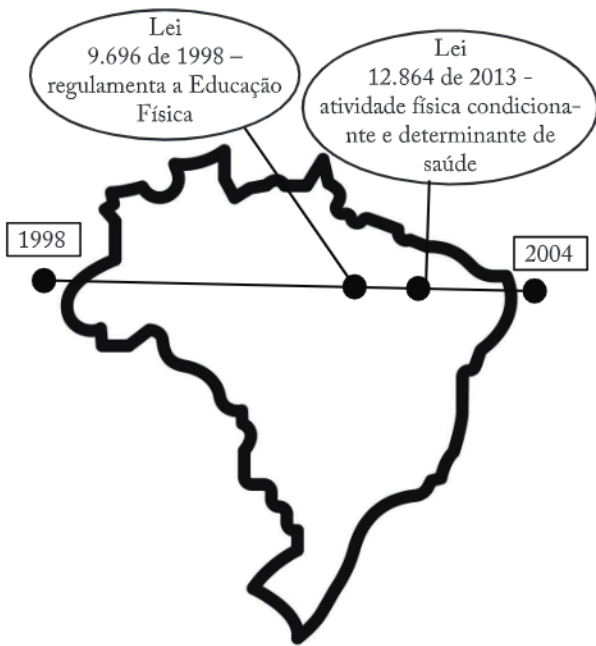 Lei
9.696 de 1998 –
regulamenta a Educação
Física
Lei
12.864 de 2013 -
atividade física condiciona-
nte e determinante de
saúde
1998
2004